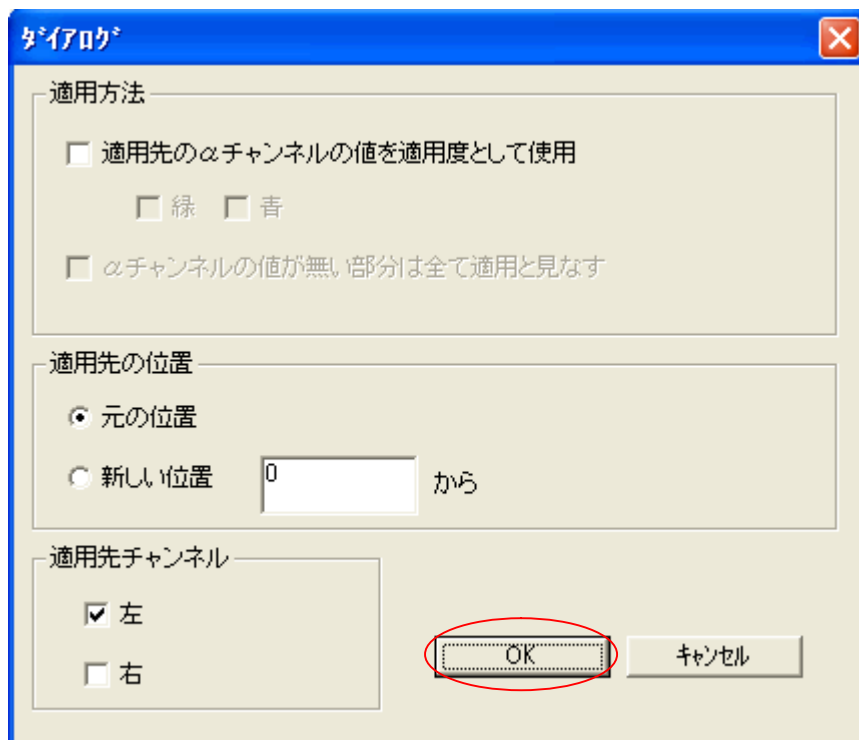 ﾀﾞｲｱﾛｸﾞ
適用方法
適用先のαチャンネルの値を適用度として使用
緑 青
αチャンネルの値が無い部分は全て適用と見なす
適用先の位置
元の位置
新しい位置 0 から
適用先チャンネル
左
右
OK ｷｬﾝｾﾙ